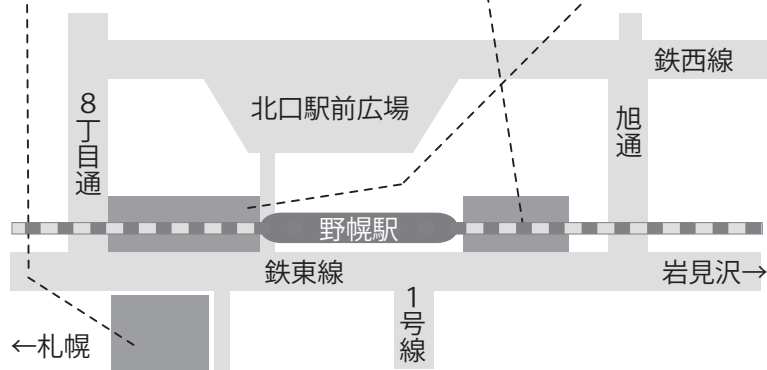 鉄西線
8丁目通
北口駅前広場
旭通
野幌駅
鉄東線
岩見沢→
1号線
←札幌